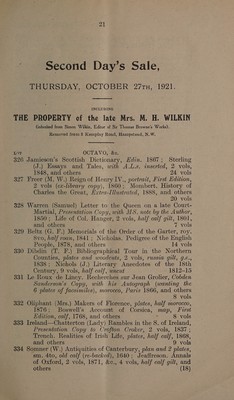 21
Second Day's Sale,
THURSDAY, OCTOBER 27TH, 1921.
INCLUDING
THE PROPERTY of the late Mrs. M. H. WILKIN
(Inherited from Simon Wilkin, Editor of Sir Thomas Browne's Works).
Removed from 3 Hampstead, N.W.
LOT OCTAVO, &c.
326 Jamieson's Scottish Dictionary, Edin. 1867; Sterling
(J.) Essays and Tales, with A.L.s. inserted, 2 vols,
1848, and others 24 vols
327 Freer (M. W.) Reign of Henry IV., portrait, First Edition,
2 vols (ex-library copy), 1860; Mombert, History of
Charles the Great, Extra-Illustrated, 1888, and others
20 vols
328 Warren (Samuel) Letter to the Queen on a late Court-
Martial, Presentation Copy, with MS. note by the Author,
1850; Life of Col. Hanger, 2 vols, half calf gilt, 1801,
and others 7 vols
329 Beltz (G. F.) Memorials of the Order of the Garter, roy.
8vo, half roan, 1841; Nicholas, Pedigree of the English
People, 1878, and others 14 vols
330 Dibdin (T. F.) Bibliographical Tour in the Northern
Counties, plates and woodcuts, 2 vols, russia gilt, g.e.,
1838; Nichols (J.) Literary Anecdotes of the 18th
Century, 9 vols, half calf, uncut 1812-15
331 Le Roux de Lincy, Recherches sur Jean Grolier, Cobden
Sanderson's Copy, with his Autograph (wanting the
6 plates of facsimiles), morocco, Paris 1866, and others
8 vols
332 Oliphant (Mrs.) Makers of Florence, plates, half morocco,
1876; Boswell's Account of Corsica, map, First
Edition, calf, 1768, and others 8 vols
333 Ireland—Chatterton (Lady) Rambles in the S. of Ireland,
Presentation Copy to Crofton Croker, 2 vols, 1837;
Trench, Realities of Irish Life, plates, half calf, 1868,
and others 9 vols
334 Somner (W.) Antiquities of Canterbury, plan and 2 plates,
sm. 4to, old calf (re-backed), 1640; Jeaffreson, Annals
of Oxford, 2 vols, 1871, &c., 4 vols, half calf gilt, and
others (18)